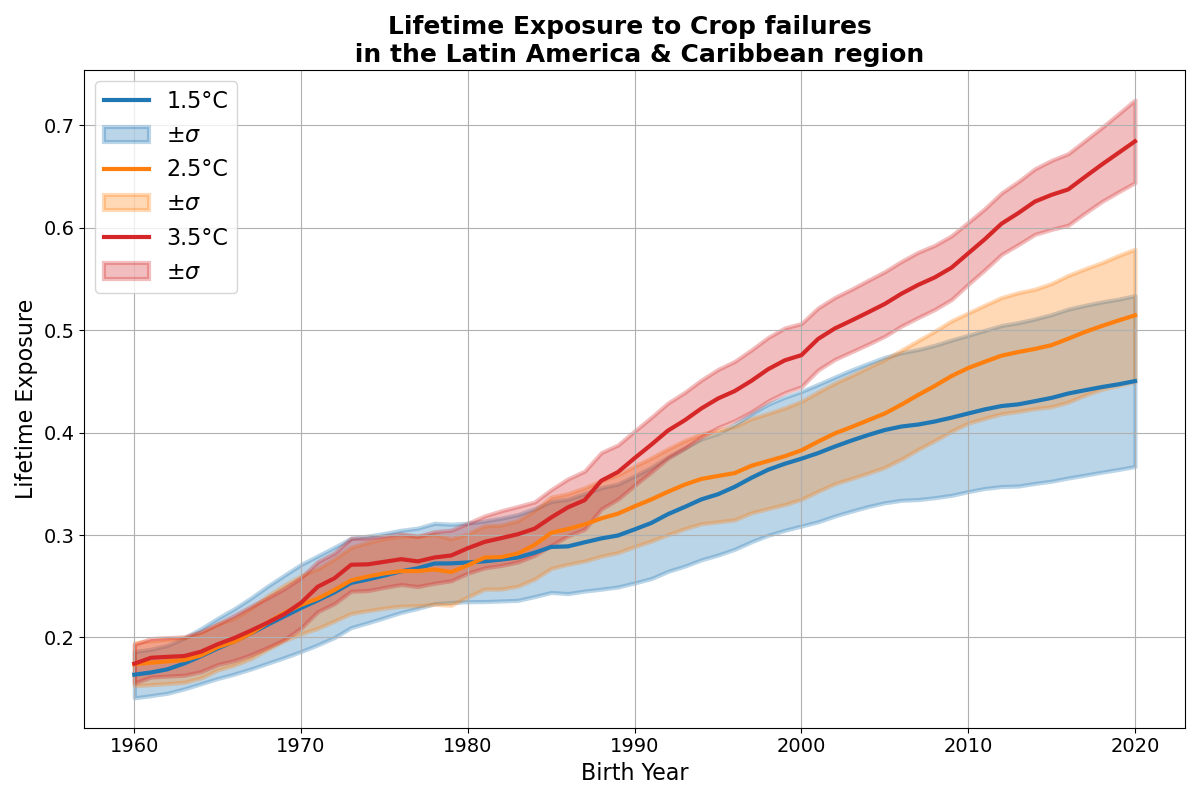 Lifetime Exposure to Crop failures
in the Latin America & Caribbean region
1.5°C
±σ
2.5°C
±σ
3.5°C
±σ
0.7
0.6
0.5
0.4
0.3
0.2
Lifetime Exposure
1960 1970 1980 1990 2000 2010 2020
Birth Year